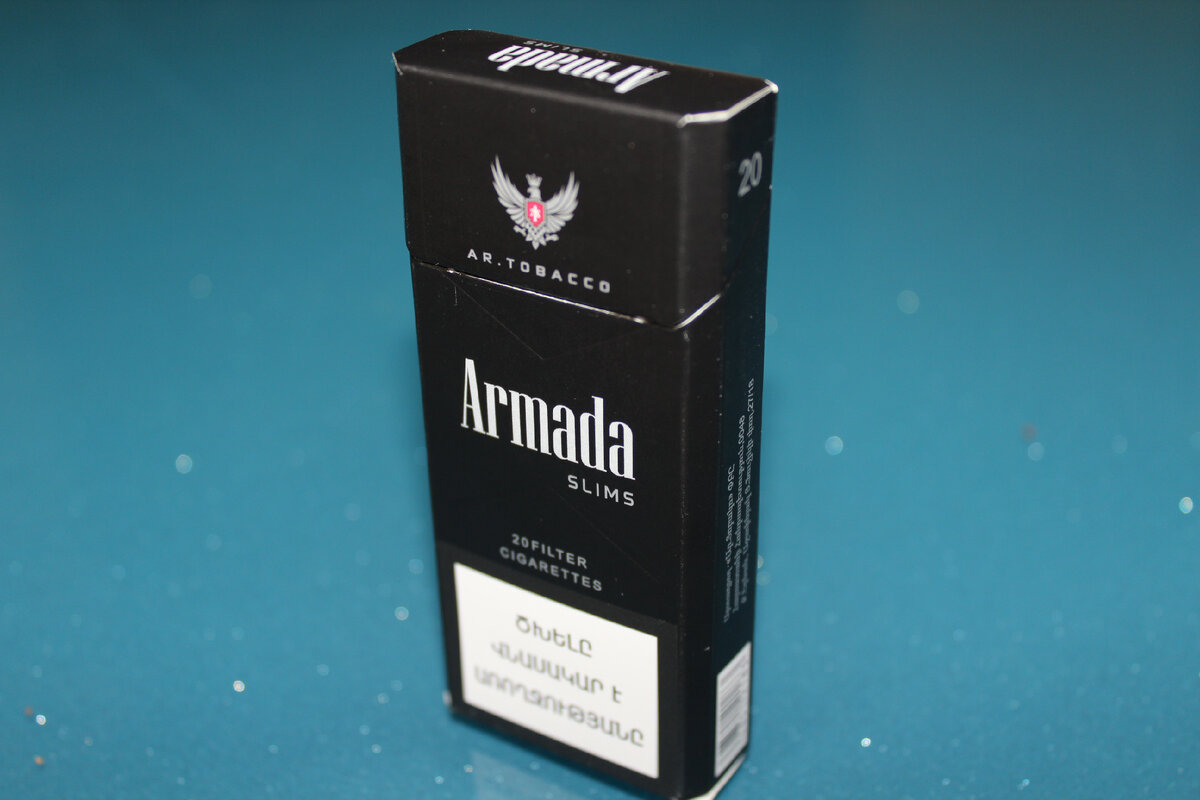 Armada
SLIMS
20
AR.TOBACCO
Armada
SLIMS
20FILTER
CIGARETTES
ԾԽԵԼԸ
ՎՆԱՍԱԿԱՐ Է
ԱՌՈՂՋՈՒԹՅԱՆԸ